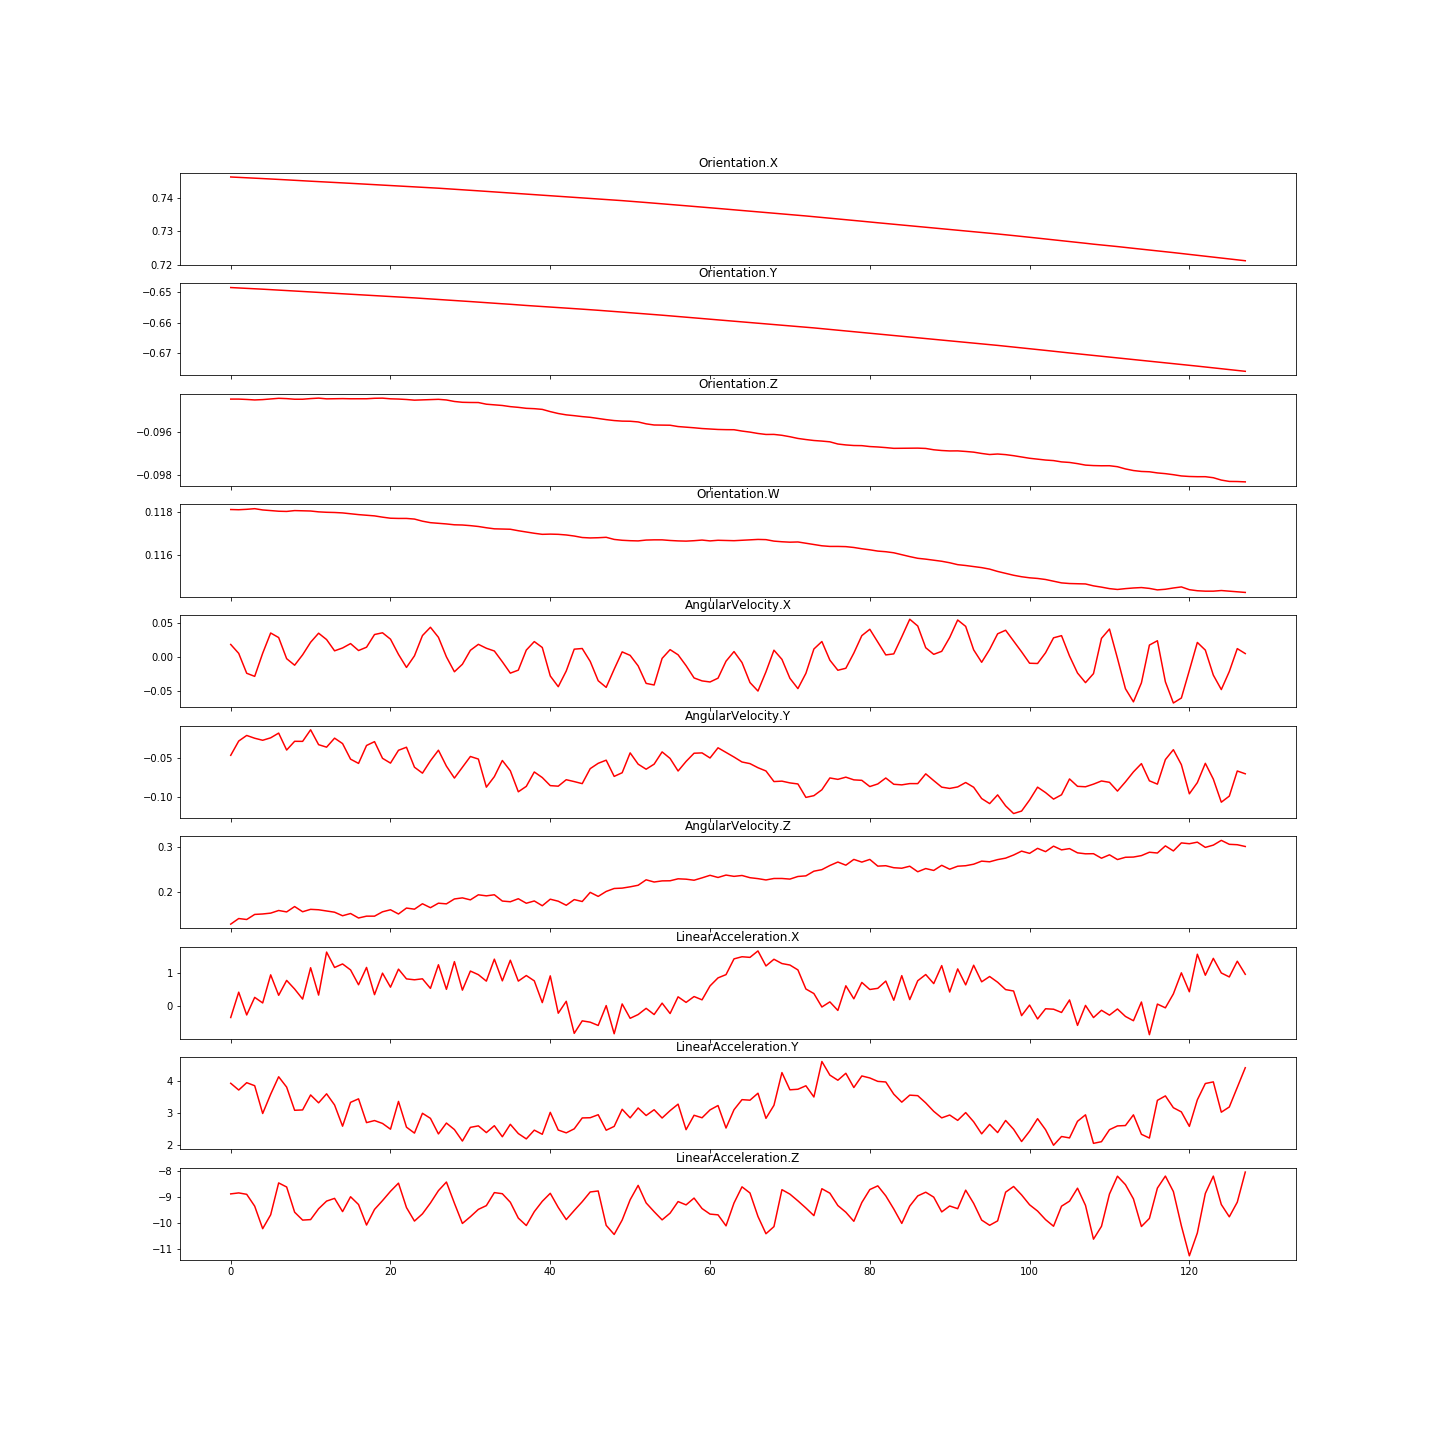 Orientation.X
0.74
0.73
0.72
Orientation.Y
−0.65
−0.66
−0.67
Orientation.Z
−0.096
−0.098
Orientation.W
0.118
0.116
AngularVelocity.X
0.05
0.00
−0.05
AngularVelocity.Y
−0.05
−0.10
AngularVelocity.Z
0.3
0.2
LinearAcceleration.X
1
0
LinearAcceleration.Y
4
3
2
LinearAcceleration.Z
−8
−9
−10
−11
0 20 40 60 80 100 120